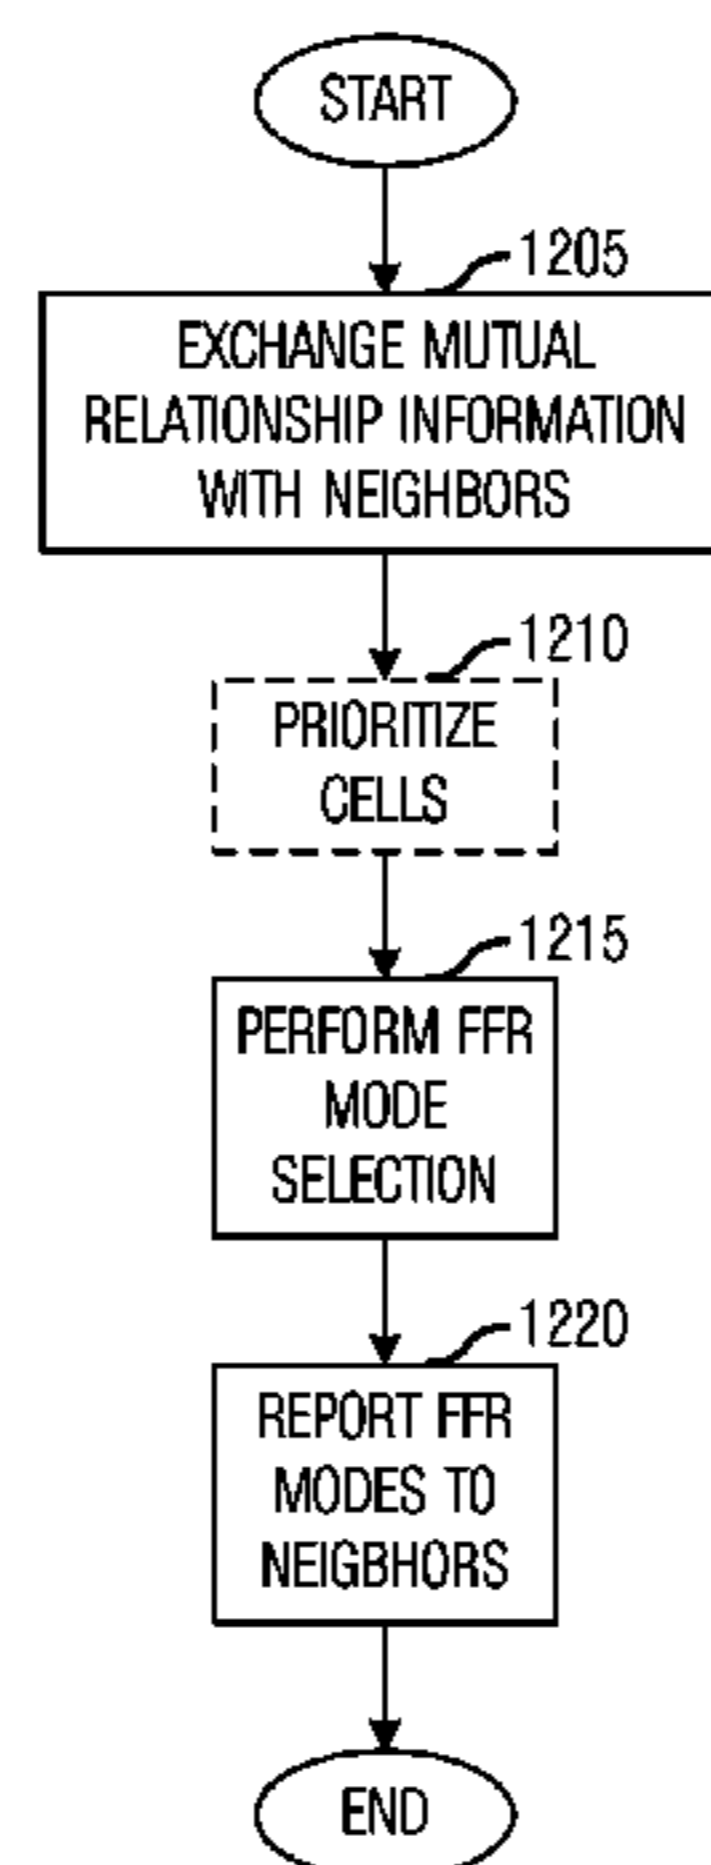 START
1205
EXCHANGE MUTUAL
RELATIONSHIP INFORMATION
WITH NEIGHBORS
1210
PRIORITIZE
CELLS
1215
PERFORM FFR
MODE
SELECTION
1220
REPORT FFR
MODES TO
NEIGBHORS
END